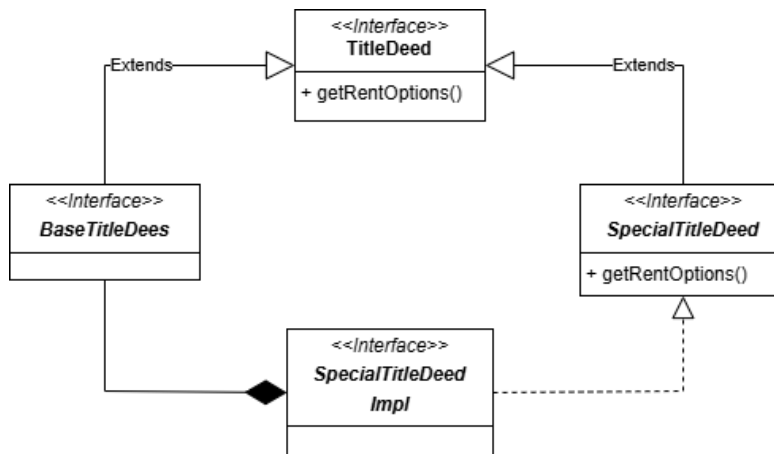 <<Interface>>
TitleDeed
+ getRentOptions()
Extends
Extends
<<Interface>>
BaseTitleDees
<<Interface>>
SpecialTitleDeed
+ getRentOptions()
<<Interface>>
SpecialTitleDeed
Impl